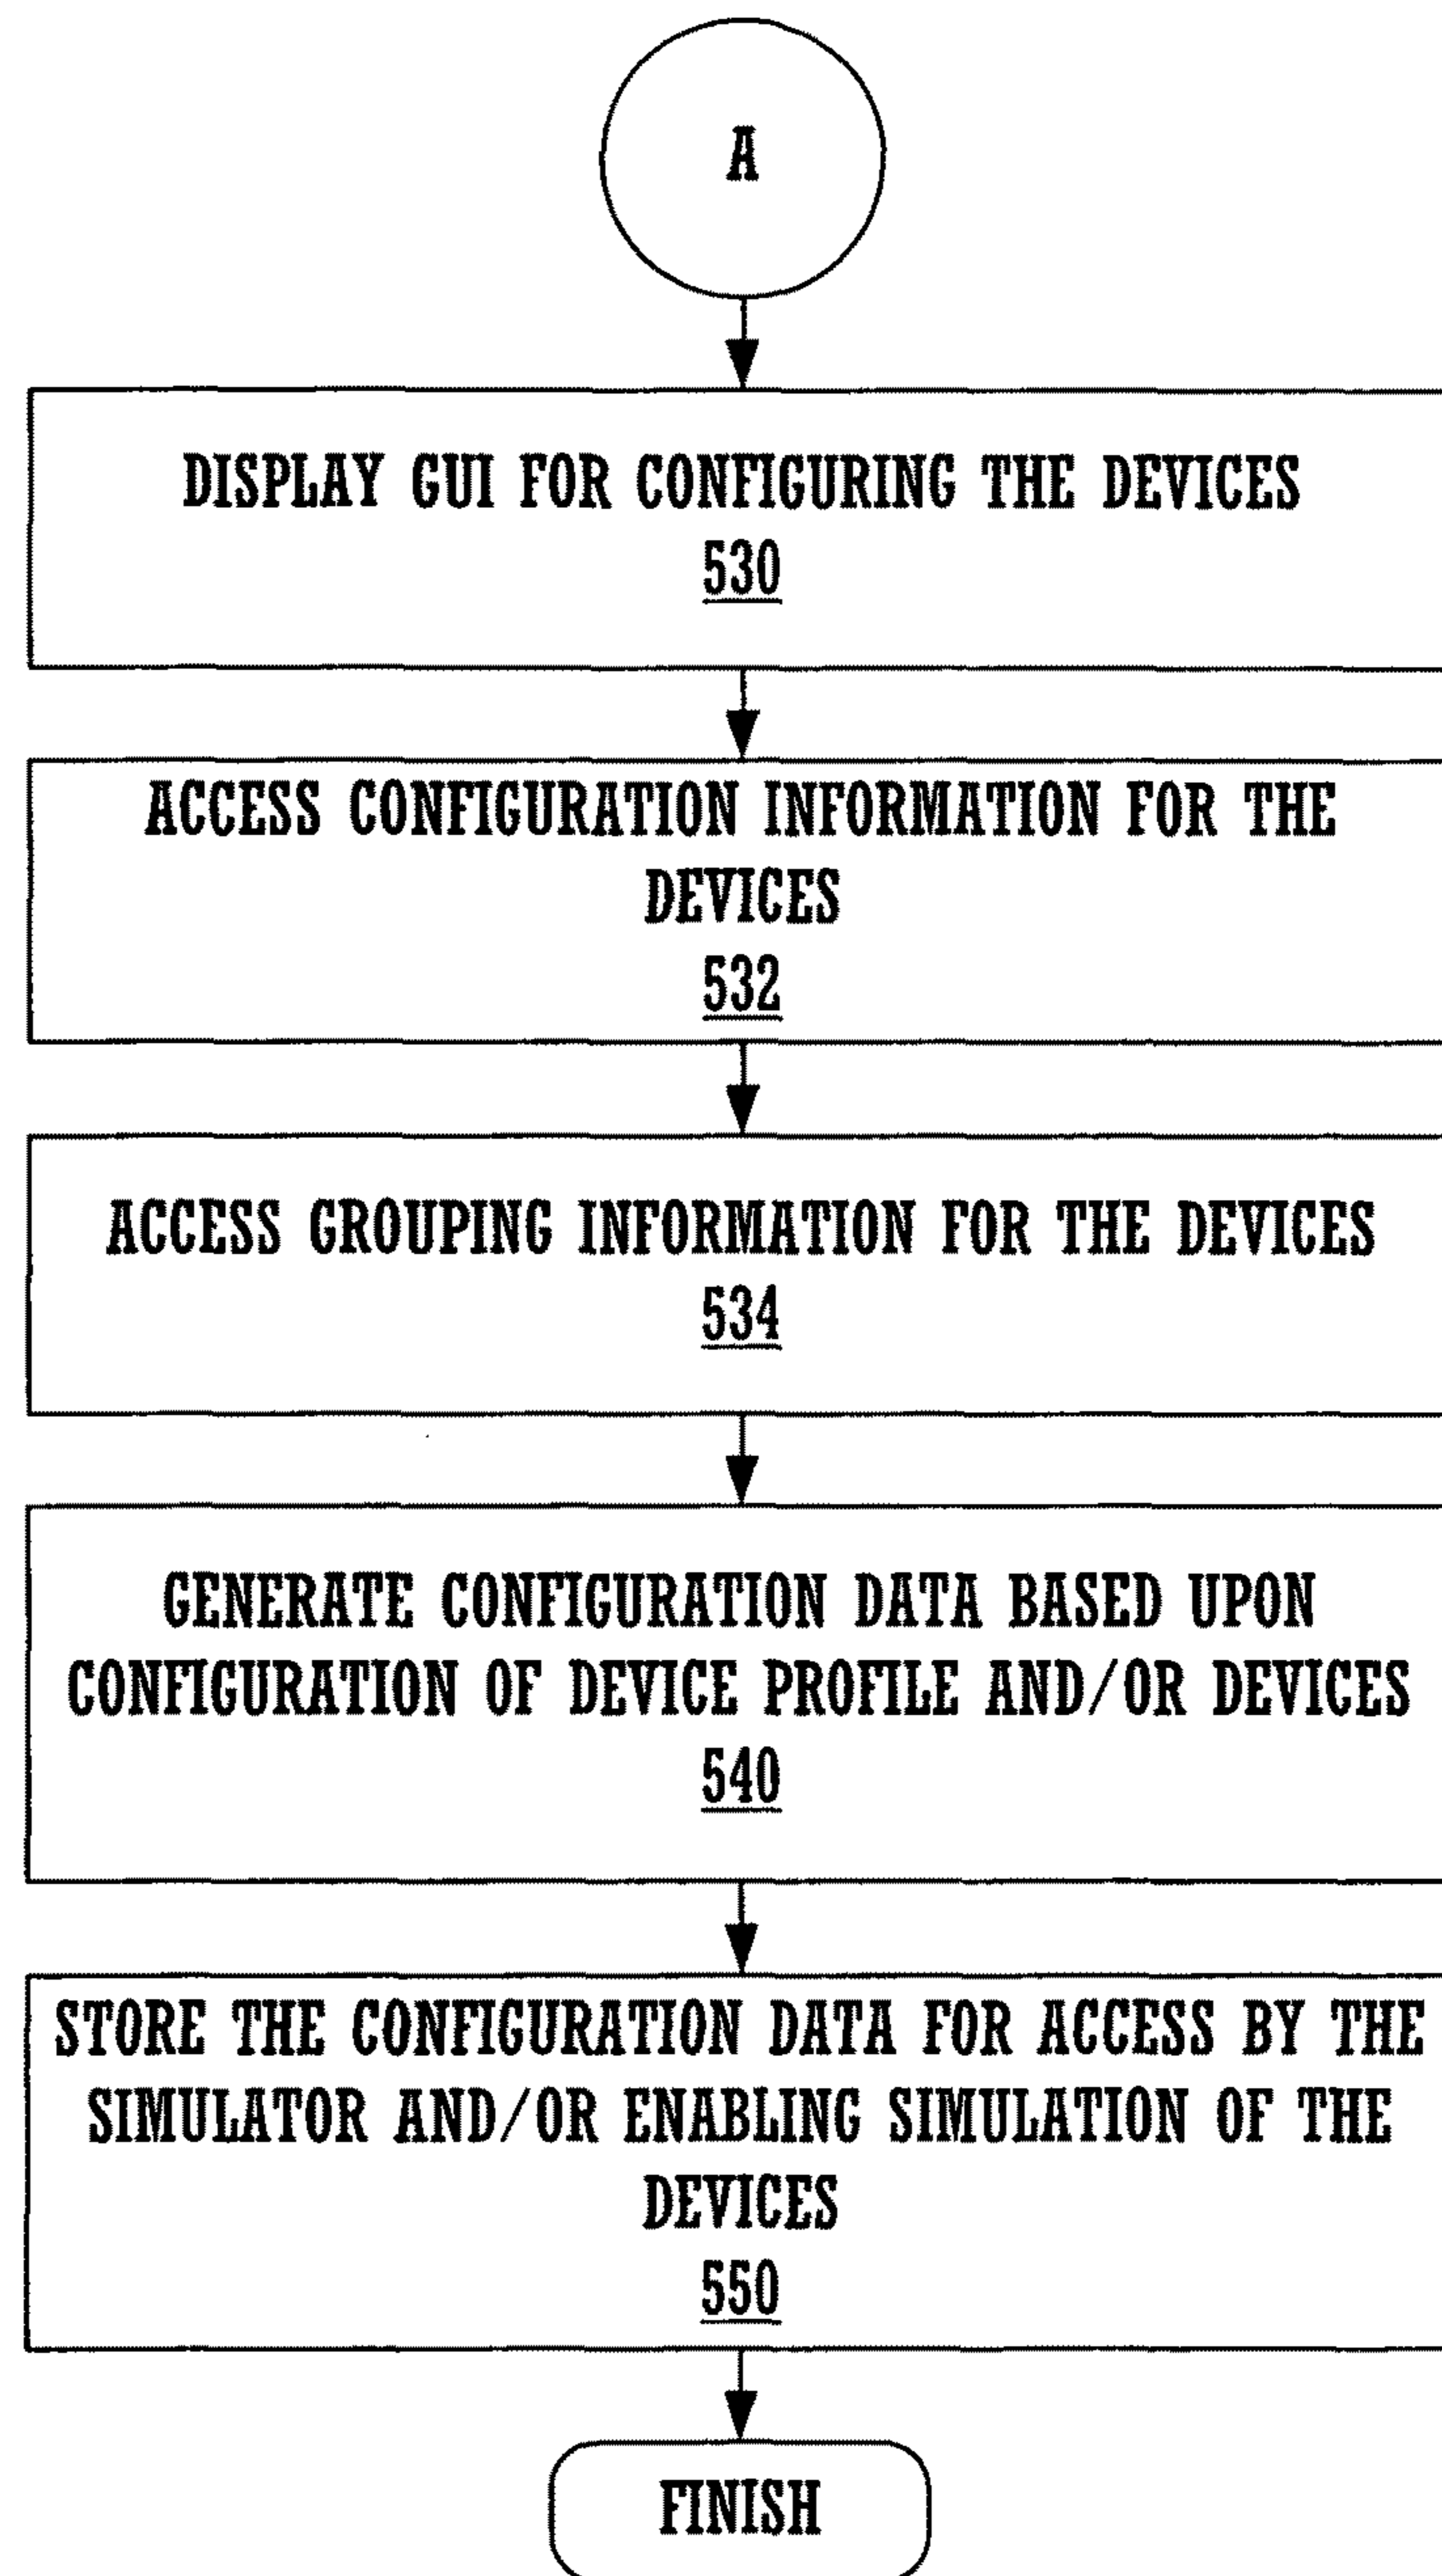 A
DISPLAY GUI FOR CONFIGURING THE DEVICES
530
ACCESS CONFIGURATION INFORMATION FOR THE
DEVICES
532
ACCESS GROUPING INFORMATION FOR THE DEVICES
534
GENERATE CONFIGURATION DATA BASED UPON
CONFIGURATION OF DEVICE PROFILE AND/OR DEVICES
540
STORE THE CONFIGURATION DATA FOR ACCESS BY THE
SIMULATOR AND/OR ENABLING SIMULATION OF THE
DEVICES
550
FINISH